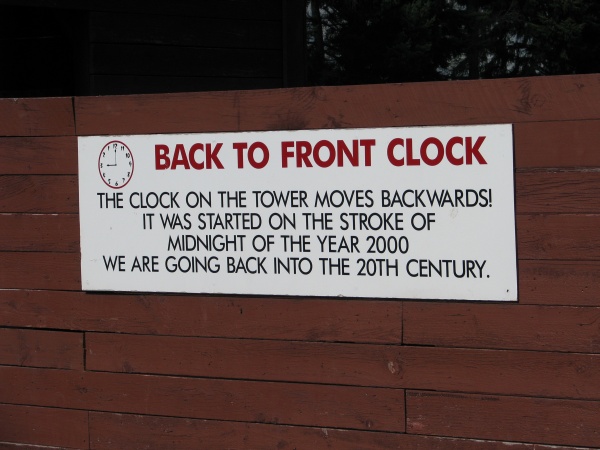 BACK TO FRONT CLOCK
THE CLOCK ON THE TOWER MOVES BACKWARDS!
IT WAS STARTED ON THE STROKE OF
MIDNIGHT OF THE YEAR 2000
WE ARE GOING BACK INTO THE 20TH CENTURY.